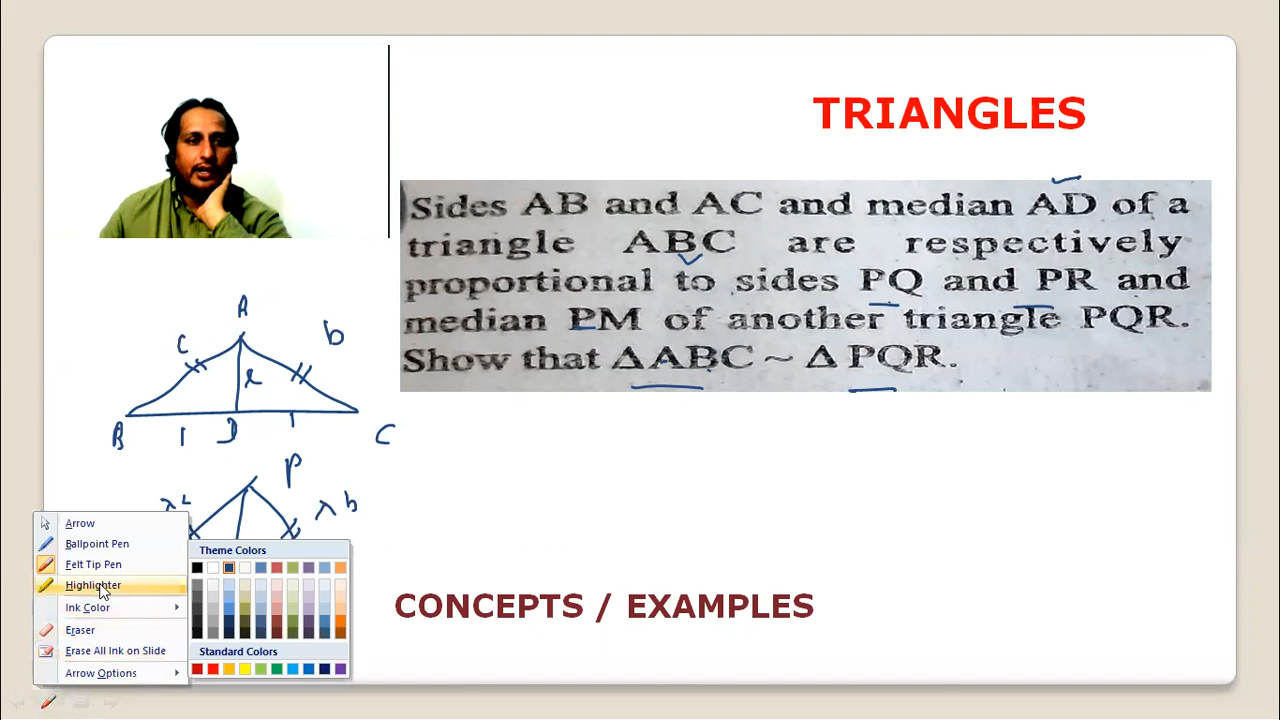 TRIANGLES
Sides AB and AC and median AD of a
triangle ABC are respectively
proportional to sides PQ and PR and
median PM of another triangle PQR.
Show that ΔABC ~ Δ PQR.
A
c
b
B
D
C
P
λ b
Arrow
Ballpoint Pen
Felt Tip Pen
Highlighter
Ink Color
Eraser
Erase All Ink on Slide
Arrow Options
Theme Colors
Standard Colors
CONCEPTS / EXAMPLES